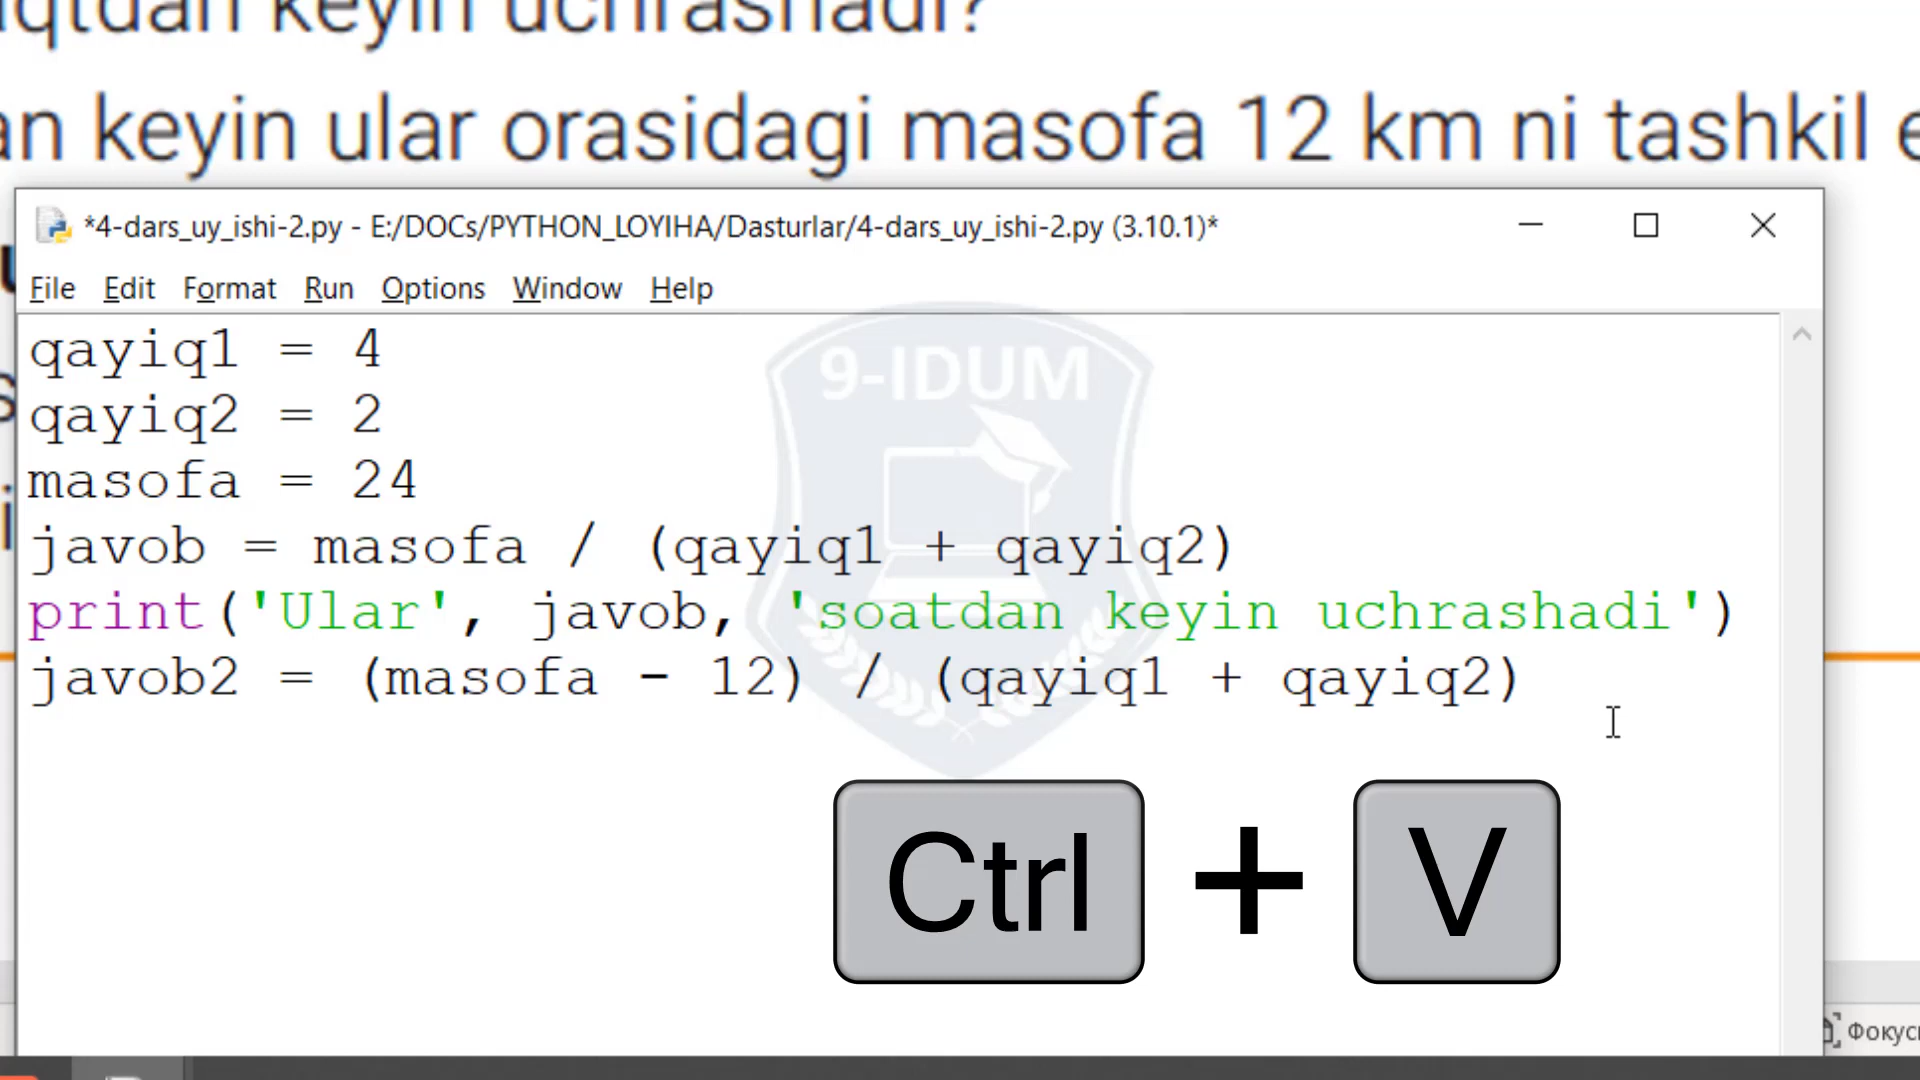 keyin uchrashadi?
keyin ular orasidagi masofa 12 km ni tashkil
*4-dars_uy_ishi-2.py - E:/DOCs/PYTHON_LOYIHA/Dasturlar/4-dars_uy_ishi-2.py (3.10.1)*
File Edit Format Run Options Window Help
9-IDUM
qayiq1 = 4
qayiq2 = 2
masofa = 24
javob = masofa / (qayiq1 + qayiq2)
print('Ular', javob, 'soatdan keyin uchrashadi')
javob2 = (masofa - 12) / (qayiq1 + qayiq2)
Ctrl + V